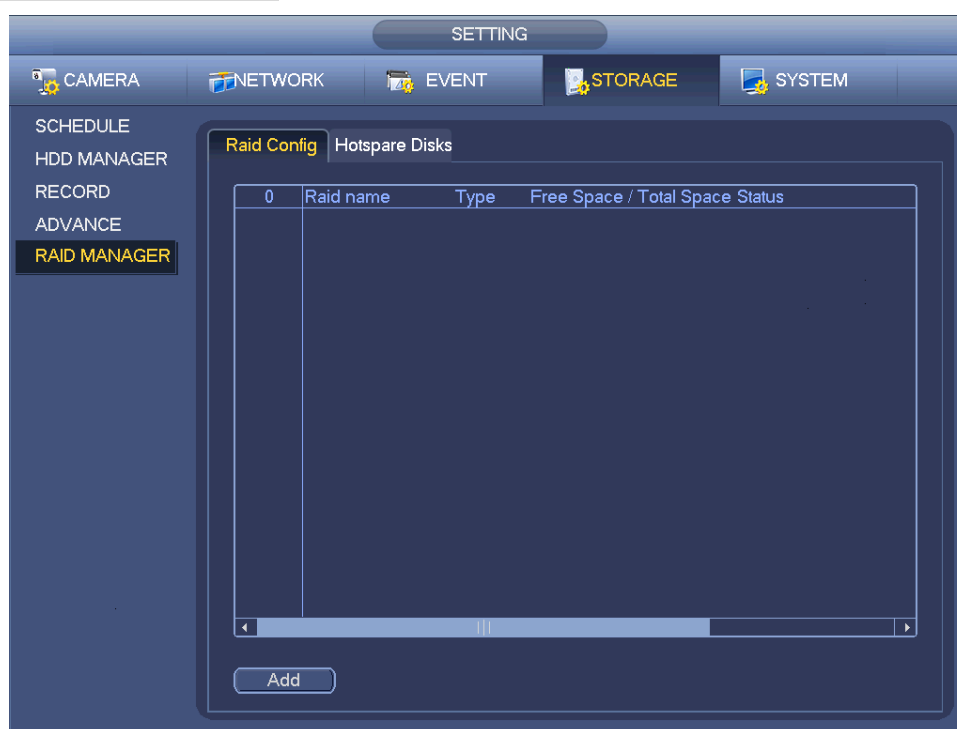 SETTING
CAMERA NETWORK EVENT STORAGE SYSTEM
SCHEDULE
HDD MANAGER
RECORD
ADVANCE
RAID MANAGER
Raid Config Hotspare Disks
0 Raid name Type Free Space / Total Space Status
Add